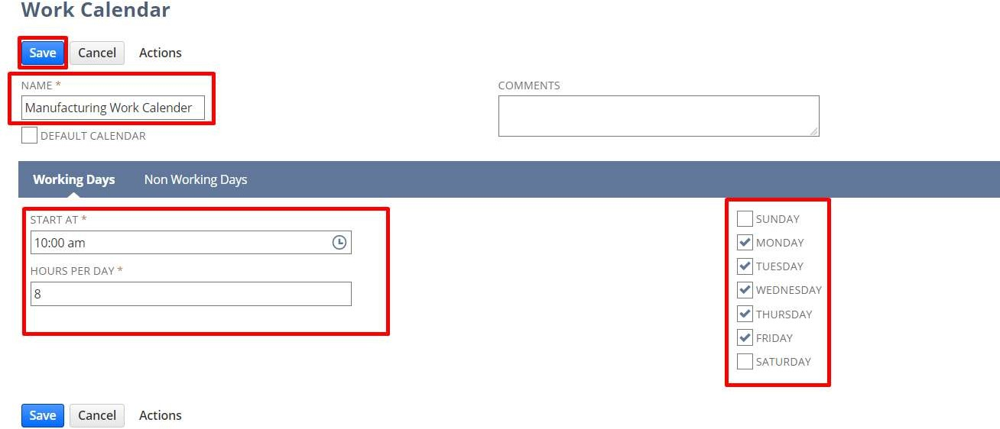 Work Calendar
Save Cancel Actions
NAME *
COMMENTS
Manufacturing Work Calender
DEFAULT CALENDAR
Working Days Non Working Days
START AT *
10:00 am
HOURS PER DAY *
8
SUNDAY
MONDAY
TUESDAY
WEDNESDAY
THURSDAY
FRIDAY
SATURDAY
Save Cancel Actions